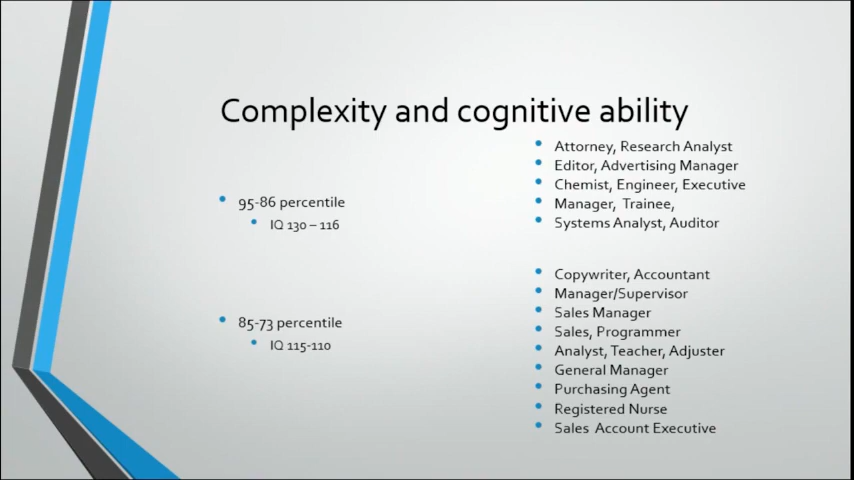 Complexity and cognitive ability
95-86 percentile
IQ 130 – 116
Attorney, Research Analyst
Editor, Advertising Manager
Chemist, Engineer, Executive
Manager, Trainee,
Systems Analyst, Auditor
85-73 percentile
IQ 115-110
Copywriter, Accountant
Manager/Supervisor
Sales Manager
Sales, Programmer
Analyst, Teacher, Adjuster
General Manager
Purchasing Agent
Registered Nurse
Sales Account Executive